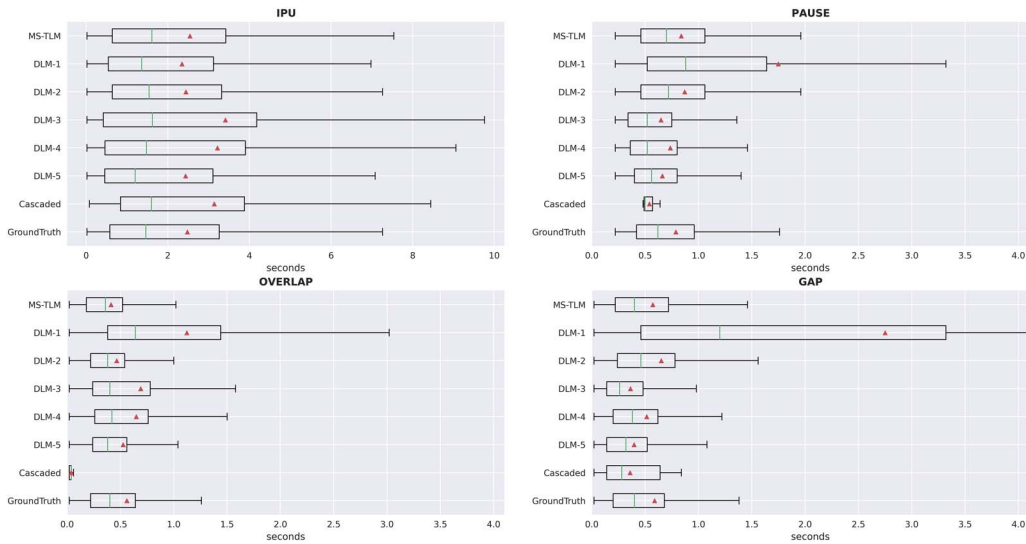 IPU
MS-TLM
DLM-1
DLM-2
DLM-3
DLM-4
DLM-5
Cascaded
GroundTruth
0 2 4 6 8 10
seconds
PAUSE
MS-TLM
DLM-1
DLM-2
DLM-3
DLM-4
DLM-5
Cascaded
GroundTruth
0.0 0.5 1.0 1.5 2.0 2.5 3.0 3.5 4.0
seconds
OVERLAP
MS-TLM
DLM-1
DLM-2
DLM-3
DLM-4
DLM-5
Cascaded
GroundTruth
0.0 0.5 1.0 1.5 2.0 2.5 3.0 3.5 4.0
seconds
GAP
MS-TLM
DLM-1
DLM-2
DLM-3
DLM-4
DLM-5
Cascaded
GroundTruth
0.0 0.5 1.0 1.5 2.0 2.5 3.0 3.5 4.0
seconds